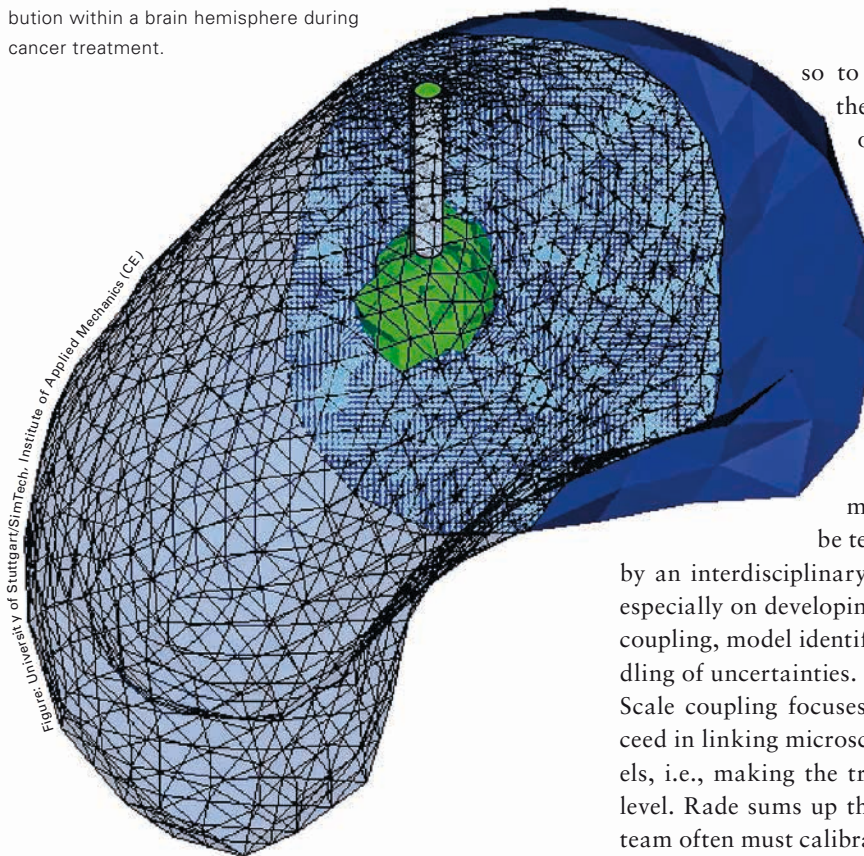 bution within a brain hemisphere during
cancer treatment.
Figure: University of Stuttgart/SimTech, Institute of Applied Mechanics (CE)
so to
the
be te
by an interdisciplinary
especially on developin
coupling, model identif
dling of uncertainties.
Scale coupling focuses
ceed in linking microsc
els, i.e., making the tr
level. Rade sums up th
team often must calibra